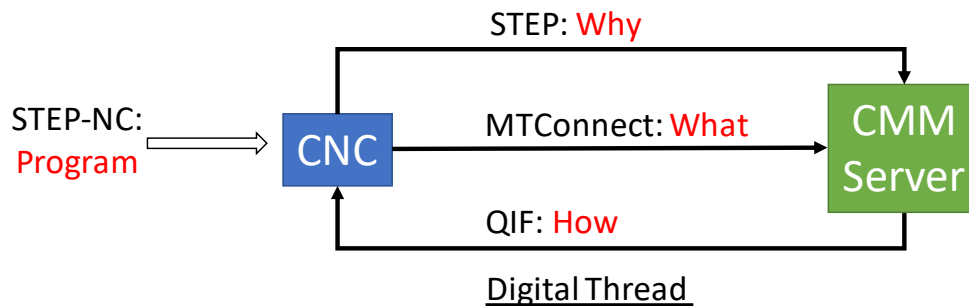 STEP: Why
STEP-NC:
Program
CNC
MTConnect: What
CMM
Server
QIF: How
Digital Thread